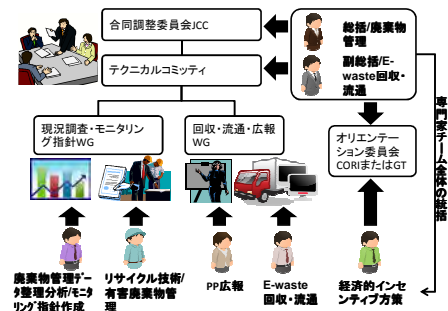 合同調整委員会JCC
総括/廃棄物
管理
副総括/E-
waste回収・
流通
テクニカルコミッティ
現況調査・モニタリン
グ指針WG
回収・流通・広報
WG
オリエンテー
ション委員会
CORIまたはGT
専門家チーム全体の統括
廃棄物管理デー
タ整理分析/モニタ
リング指針作成
リサイクル技術/
有害廃棄物管
理
PP広報
E-waste
回収・流通
経済的インセ
ンティブ方策